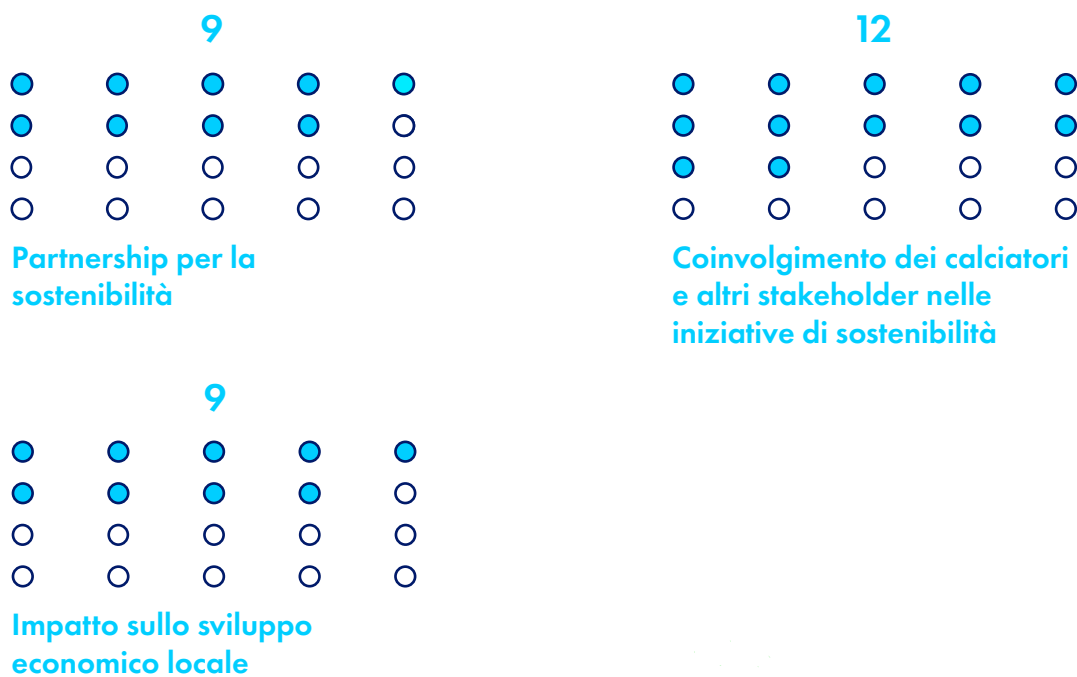 9
Partnership per la
sostenibilità
12
Coinvolgimento dei calciatori
e altri stakeholder nelle
iniziative di sostenibilità
9
Impatto sullo sviluppo
economico locale